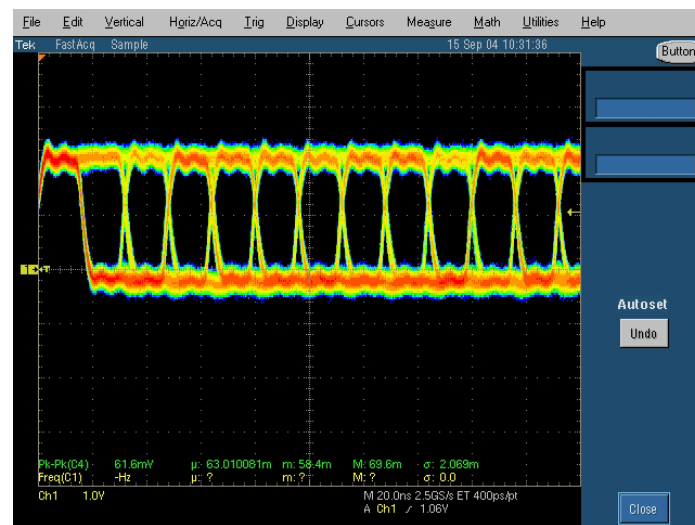 File Edit Vertical Horiz/Acq Trig Display Cursors Measure Math Utilities Help
Tek FastAcq Sample 15 Sep 04 10:31:36
Button
1
Autoset
Undo
Pk-Pk(C4) 61.6mV µ: 63.010081m m: 58.4m M: 69.6m σ: 2.069m
Freq(C1) -Hz µ: ? m: ? M: ? σ: 0.0
Ch1 1.0V M 20.0ns 2.5GS/s ET 400ps/pt
A Ch1 / 1.06V
Close